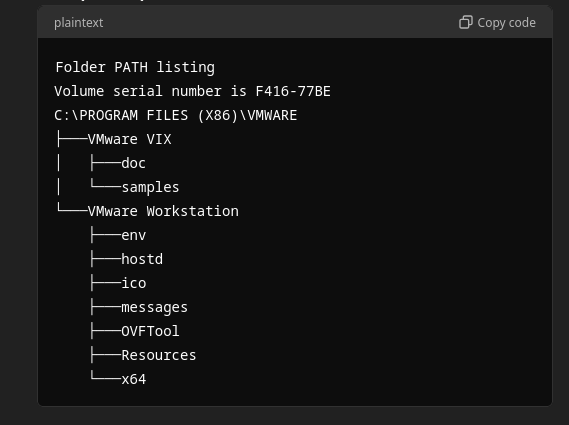 plaintext
Copy code
Folder PATH listing
Volume serial number is F416-77BE
C:\PROGRAM FILES (X86)\VMWARE
├───VMware VIX
│   ├───doc
│   └───samples
└───VMware Workstation
    ├───env
    ├───hostd
    ├───ico
    ├───messages
    ├───OVFTool
    ├───Resources
    └───x64